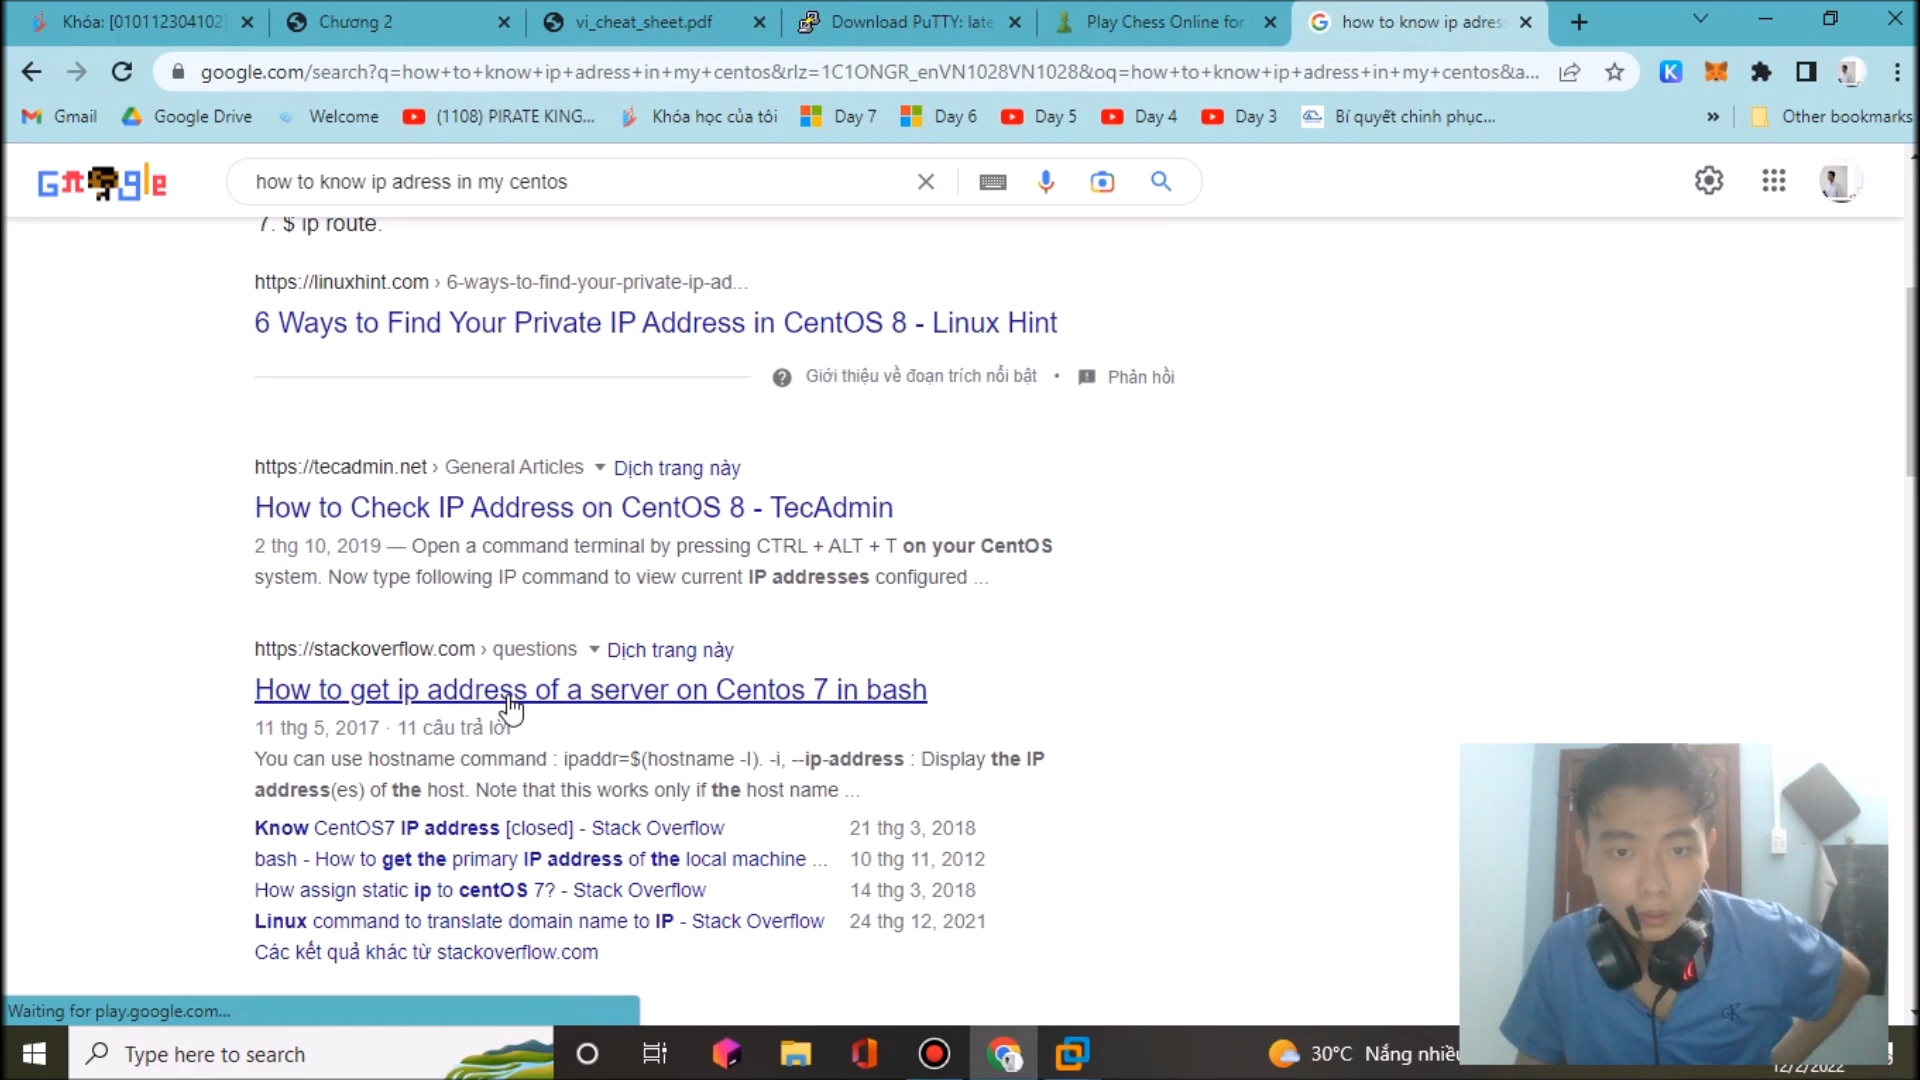 Khóa: [010112304102]
Chương 2
vi_cheat_sheet.pdf
Download PuTTY: late
Play Chess Online for
how to know ip adress
google.com/search?q=how+to+know+ip+adress+in+my+centos&rlz=1C1ONGR_enVN1028VN1028&oq=how+to+know+ip+adress+in+my+centos&a...
Gmail
Google Drive
Welcome
(1108) PIRATE KING...
Khóa học của tôi
Day 7
Day 6
Day 5
Day 4
Day 3
Bí quyết chinh phục...
»
Other bookmarks
how to know ip adress in my centos
7. $ ip route.
https://linuxhint.com › 6-ways-to-find-your-private-ip-ad...
6 Ways to Find Your Private IP Address in CentOS 8 - Linux Hint
Giới thiệu về đoạn trích nổi bật • Phản hồi
https://tecadmin.net › General Articles Dịch trang này
How to Check IP Address on CentOS 8 - TecAdmin
2 thg 10, 2019 — Open a command terminal by pressing CTRL + ALT + T on your CentOS
system. Now type following IP command to view current IP addresses configured ...
https://stackoverflow.com › questions Dịch trang này
How to get ip address of a server on Centos 7 in bash
11 thg 5, 2017 · 11 câu trả lời
You can use hostname command : ipaddr=$(hostname -I). -i, --ip-address : Display the IP
address(es) of the host. Note that this works only if the host name ...
Know CentOS7 IP address [closed] - Stack Overflow 21 thg 3, 2018
bash - How to get the primary IP address of the local machine ... 10 thg 11, 2012
How assign static ip to centOS 7? - Stack Overflow 14 thg 3, 2018
Linux command to translate domain name to IP - Stack Overflow 24 thg 12, 2021
Các kết quả khác từ stackoverflow.com
Waiting for play.google.com...
Type here to search
30°C Nắng nhiều
12/2/2022